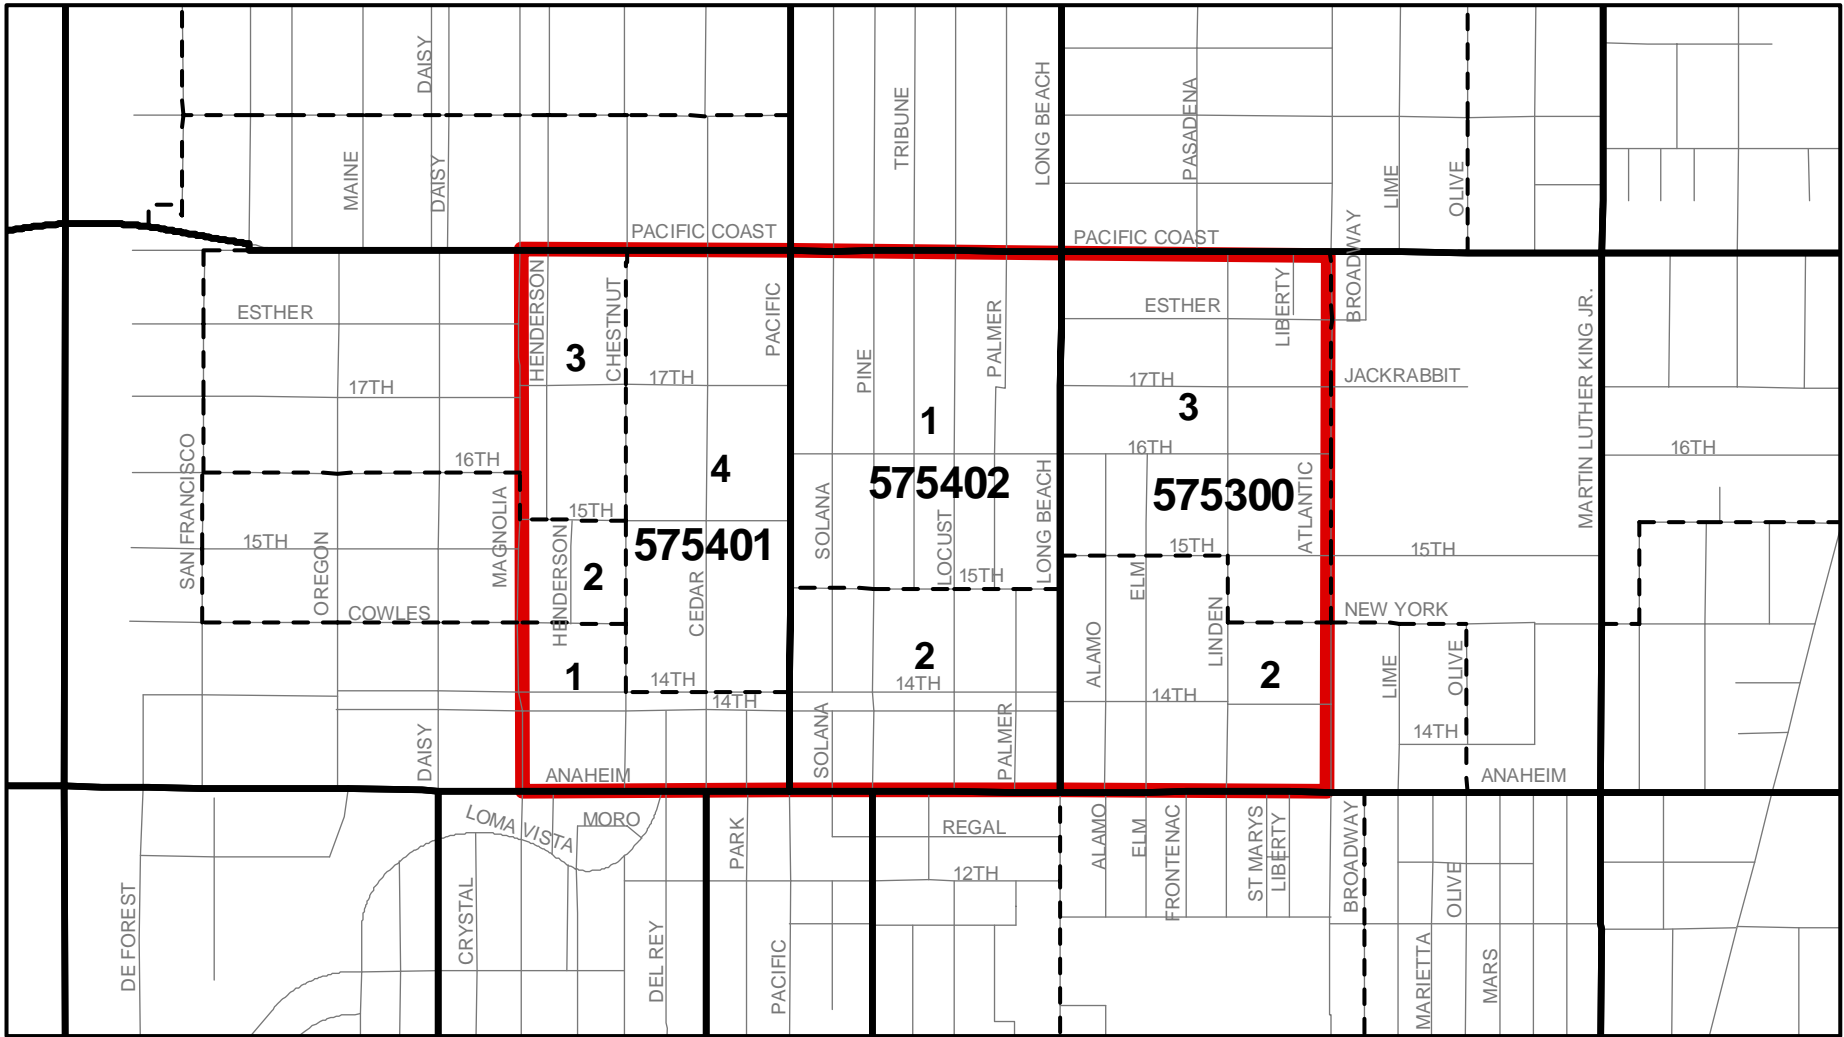 DAISY
TRIBUNE
LONG BEACH
PASADENA
MAINE
DAISY
LIME
OLIVE
PACIFIC COAST
PACIFIC COAST
BROADWAY
HENDERSON
CHESTNUT
PACIFIC
ESTHER
ESTHER
LIBERTY
MARTIN LUTHER KING JR.
PALMER
PINE
3
17TH
17TH
17TH
JACKRABBIT
3
1
SAN FRANCISCO
16TH
16TH
16TH
4
575402
575300
MAGNOLIA
SOLANA
LONG BEACH
ATLANTIC
15TH
575401
15TH
OREGON
HENDERSON
LOCUST
15TH
15TH
15TH
2
ELM
CEDAR
COWLES
NEW YORK
ALAMO
LINDEN
1
2
2
14TH
14TH
14TH
LIME
OLIVE
14TH
DAISY
SOLANA
PALMER
14TH
ANAHEIM
ANAHEIM
LOMA VISTA
MORO
PARK
REGAL
ALAMO
ELM
FRONTENAC
ST MARYS
LIBERTY
BROADWAY
OLIVE
12TH
DE FOREST
CRYSTAL
DEL REY
PACIFIC
MARIETTA
MARS